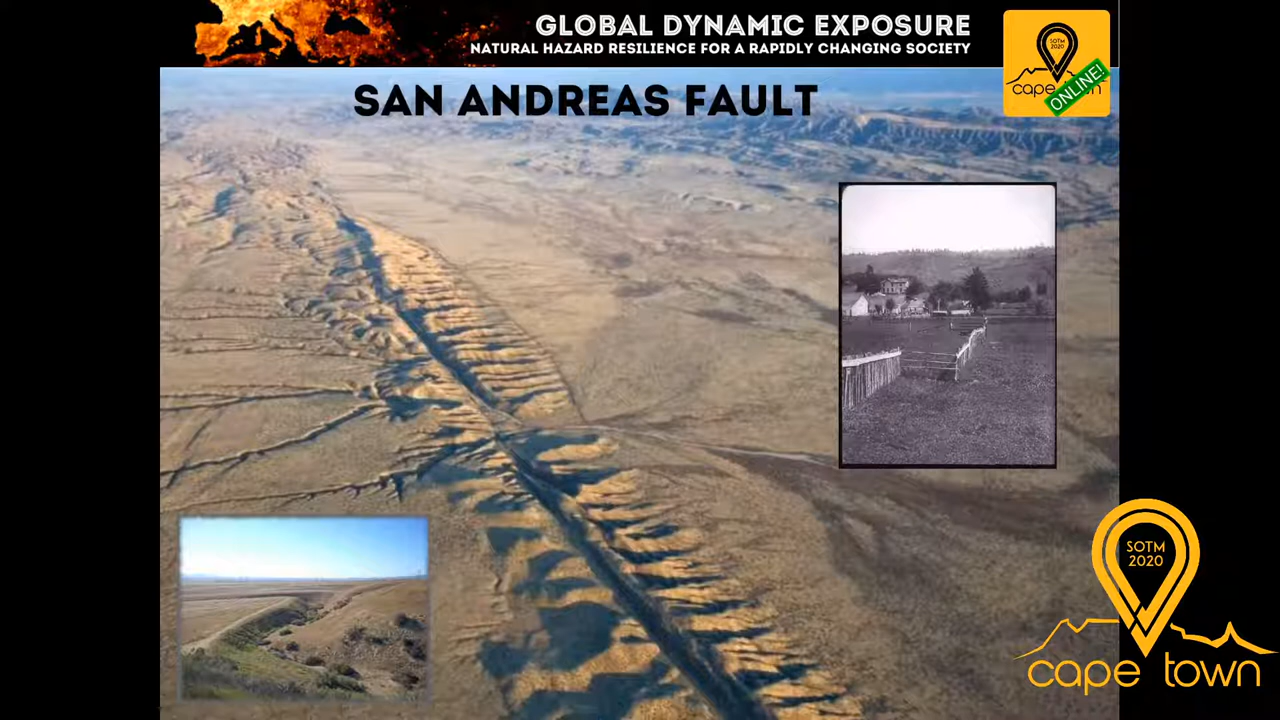 GLOBAL DYNAMIC EXPOSURE
NATURAL HAZARD RESILIENCE FOR A RAPIDLY CHANGING SOCIETY
SOTM
2020
cape
ONLINE!
SAN ANDREAS FAULT
SOTM
2020
cape town